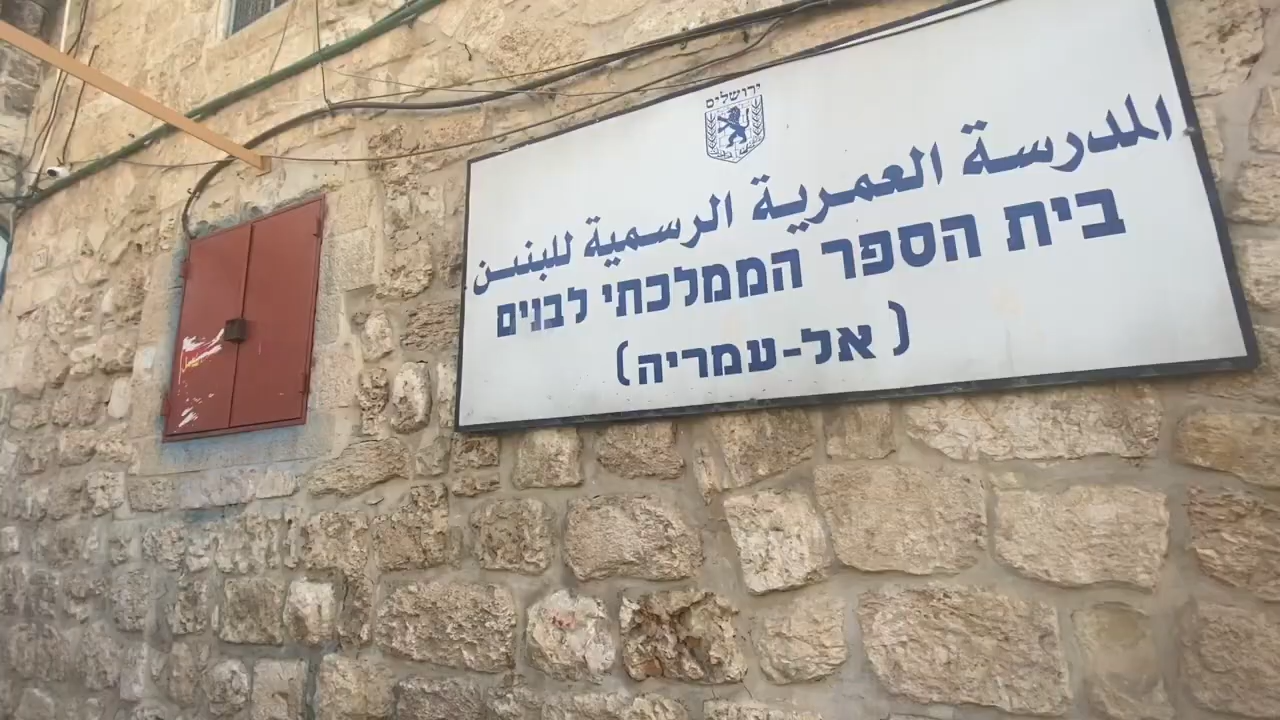 ירושלים
المدرسة العمرية الرسمية للبنين
בית הספר הממלכתי לבנים
(אל-עמריה)